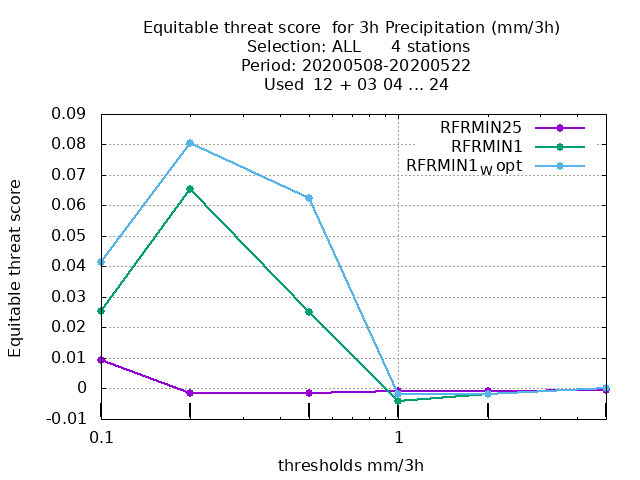 Equitable threat score  for 3h Precipitation (mm/3h)
Selection: ALL      4 stations
Period: 20200508-20200522
Used  12 + 03 04 ... 24
0.09
0.08
0.07
0.06
0.05
0.04
0.03
0.02
0.01
0
-0.01
Equitable threat score
RFRMIN25
RFRMIN1
RFRMIN1W opt
0.1
1
thresholds mm/3h